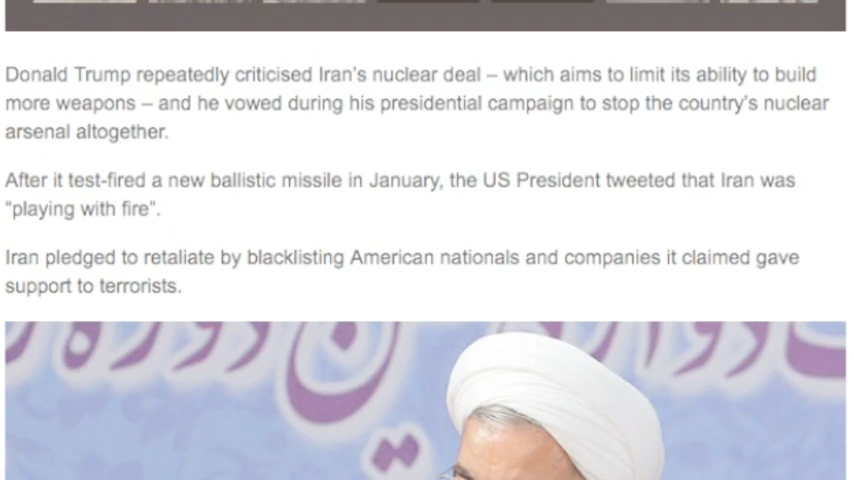 Donald Trump repeatedly criticised Iran's nuclear deal – which aims to limit its ability to build
more weapons – and he vowed during his presidential campaign to stop the country's nuclear
arsenal altogether.
After it test-fired a new ballistic missile in January, the US President tweeted that Iran was
"playing with fire".
Iran pledged to retaliate by blacklisting American nationals and companies it claimed gave
support to terrorists.